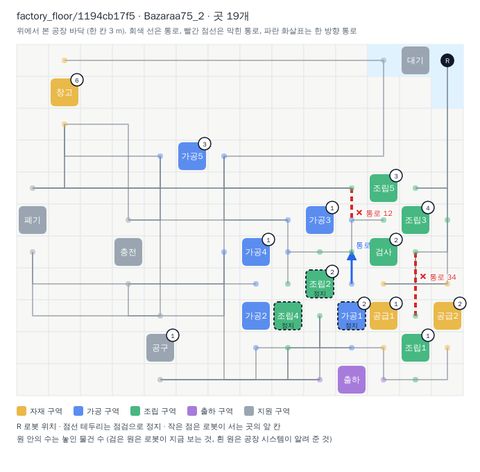 factory_floor/1194cb17f5 · Bazaraa75_2 · 곳 19개
위에서 본 공장 바닥 (한 칸 3 m). 회색 선은 통로, 빨간 점선은 막힌 통로, 파란 화살표는 한 방향 통로
대기
R
창고
6
가공5
3
조립5
3
통로 12
폐기
가공3
1
조립3
4
충전
가공4
1
통로
검사
2
통로 34
조립2
2
정지
가공2
조립4
정지
가공1
2
정지
공급1
1
공급2
2
공구
1
조립1
1
출하
자재 구역
가공 구역
조립 구역
출하 구역
지원 구역
R 로봇 위치 · 점선 테두리는 점검으로 정지 · 작은 점은 로봇이 서는 곳의 앞 칸
원 안의 수는 놓인 물건 수 (검은 원은 로봇이 지금 보는 것, 흰 원은 공장 시스템이 알려 준 것)